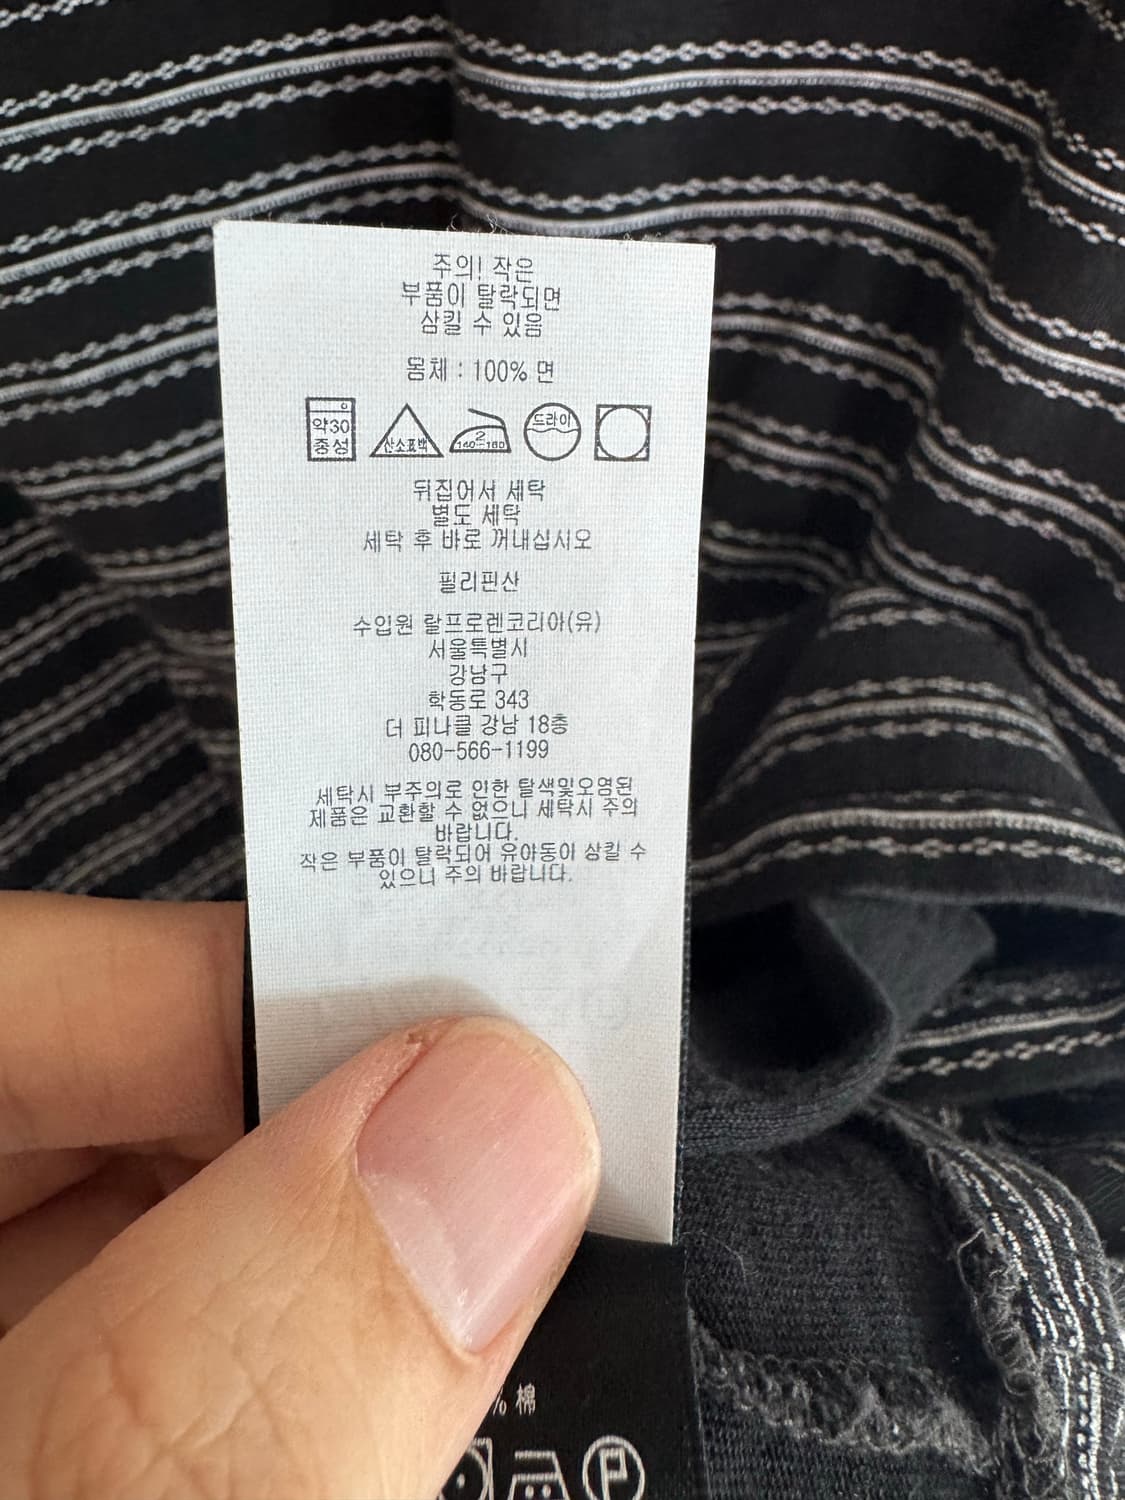 주의! 작은
부품이 탈락되면
삼킬 수 있음
몸체 : 100% 면
약30
중성
산소표백
2
140~160
드라이
뒤집어서 세탁
별도 세탁
세탁 후 바로 꺼내십시오
필리핀산
수입원 랄프로렌코리아(유)
서울특별시
강남구
학동로 343
더 피나클 강남 18층
080-566-1199
세탁시 부주의로 인한 탈색및오염된
제품은 교환할 수 없으니 세탁시 주의
바랍니다.
작은 부품이 탈락되어 유아동이 삼킬 수
있으니 주의 바랍니다.
% 棉
P